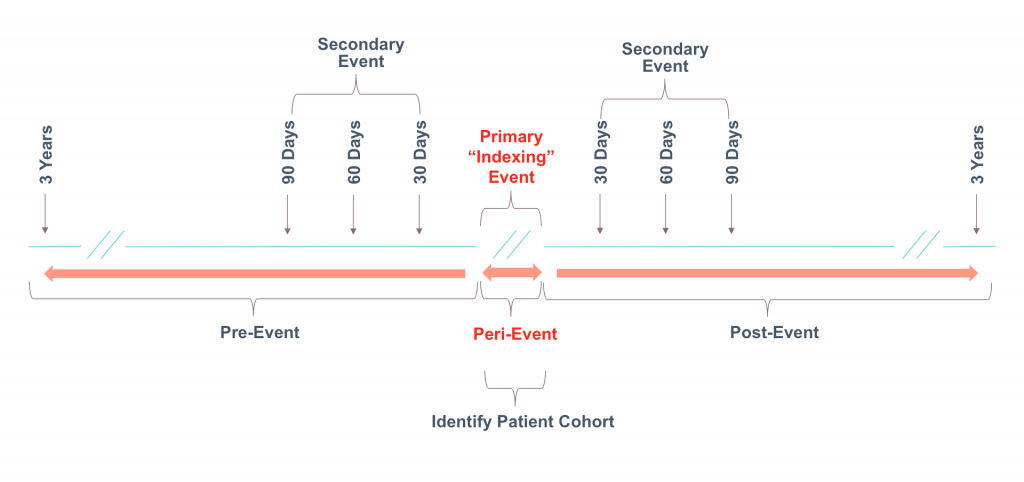 Secondary
Event
Secondary
Event
3 Years
90 Days
60 Days
30 Days
Primary
“Indexing”
Event
30 Days
60 Days
90 Days
3 Years
Pre-Event
Peri-Event
Post-Event
Identify Patient Cohort